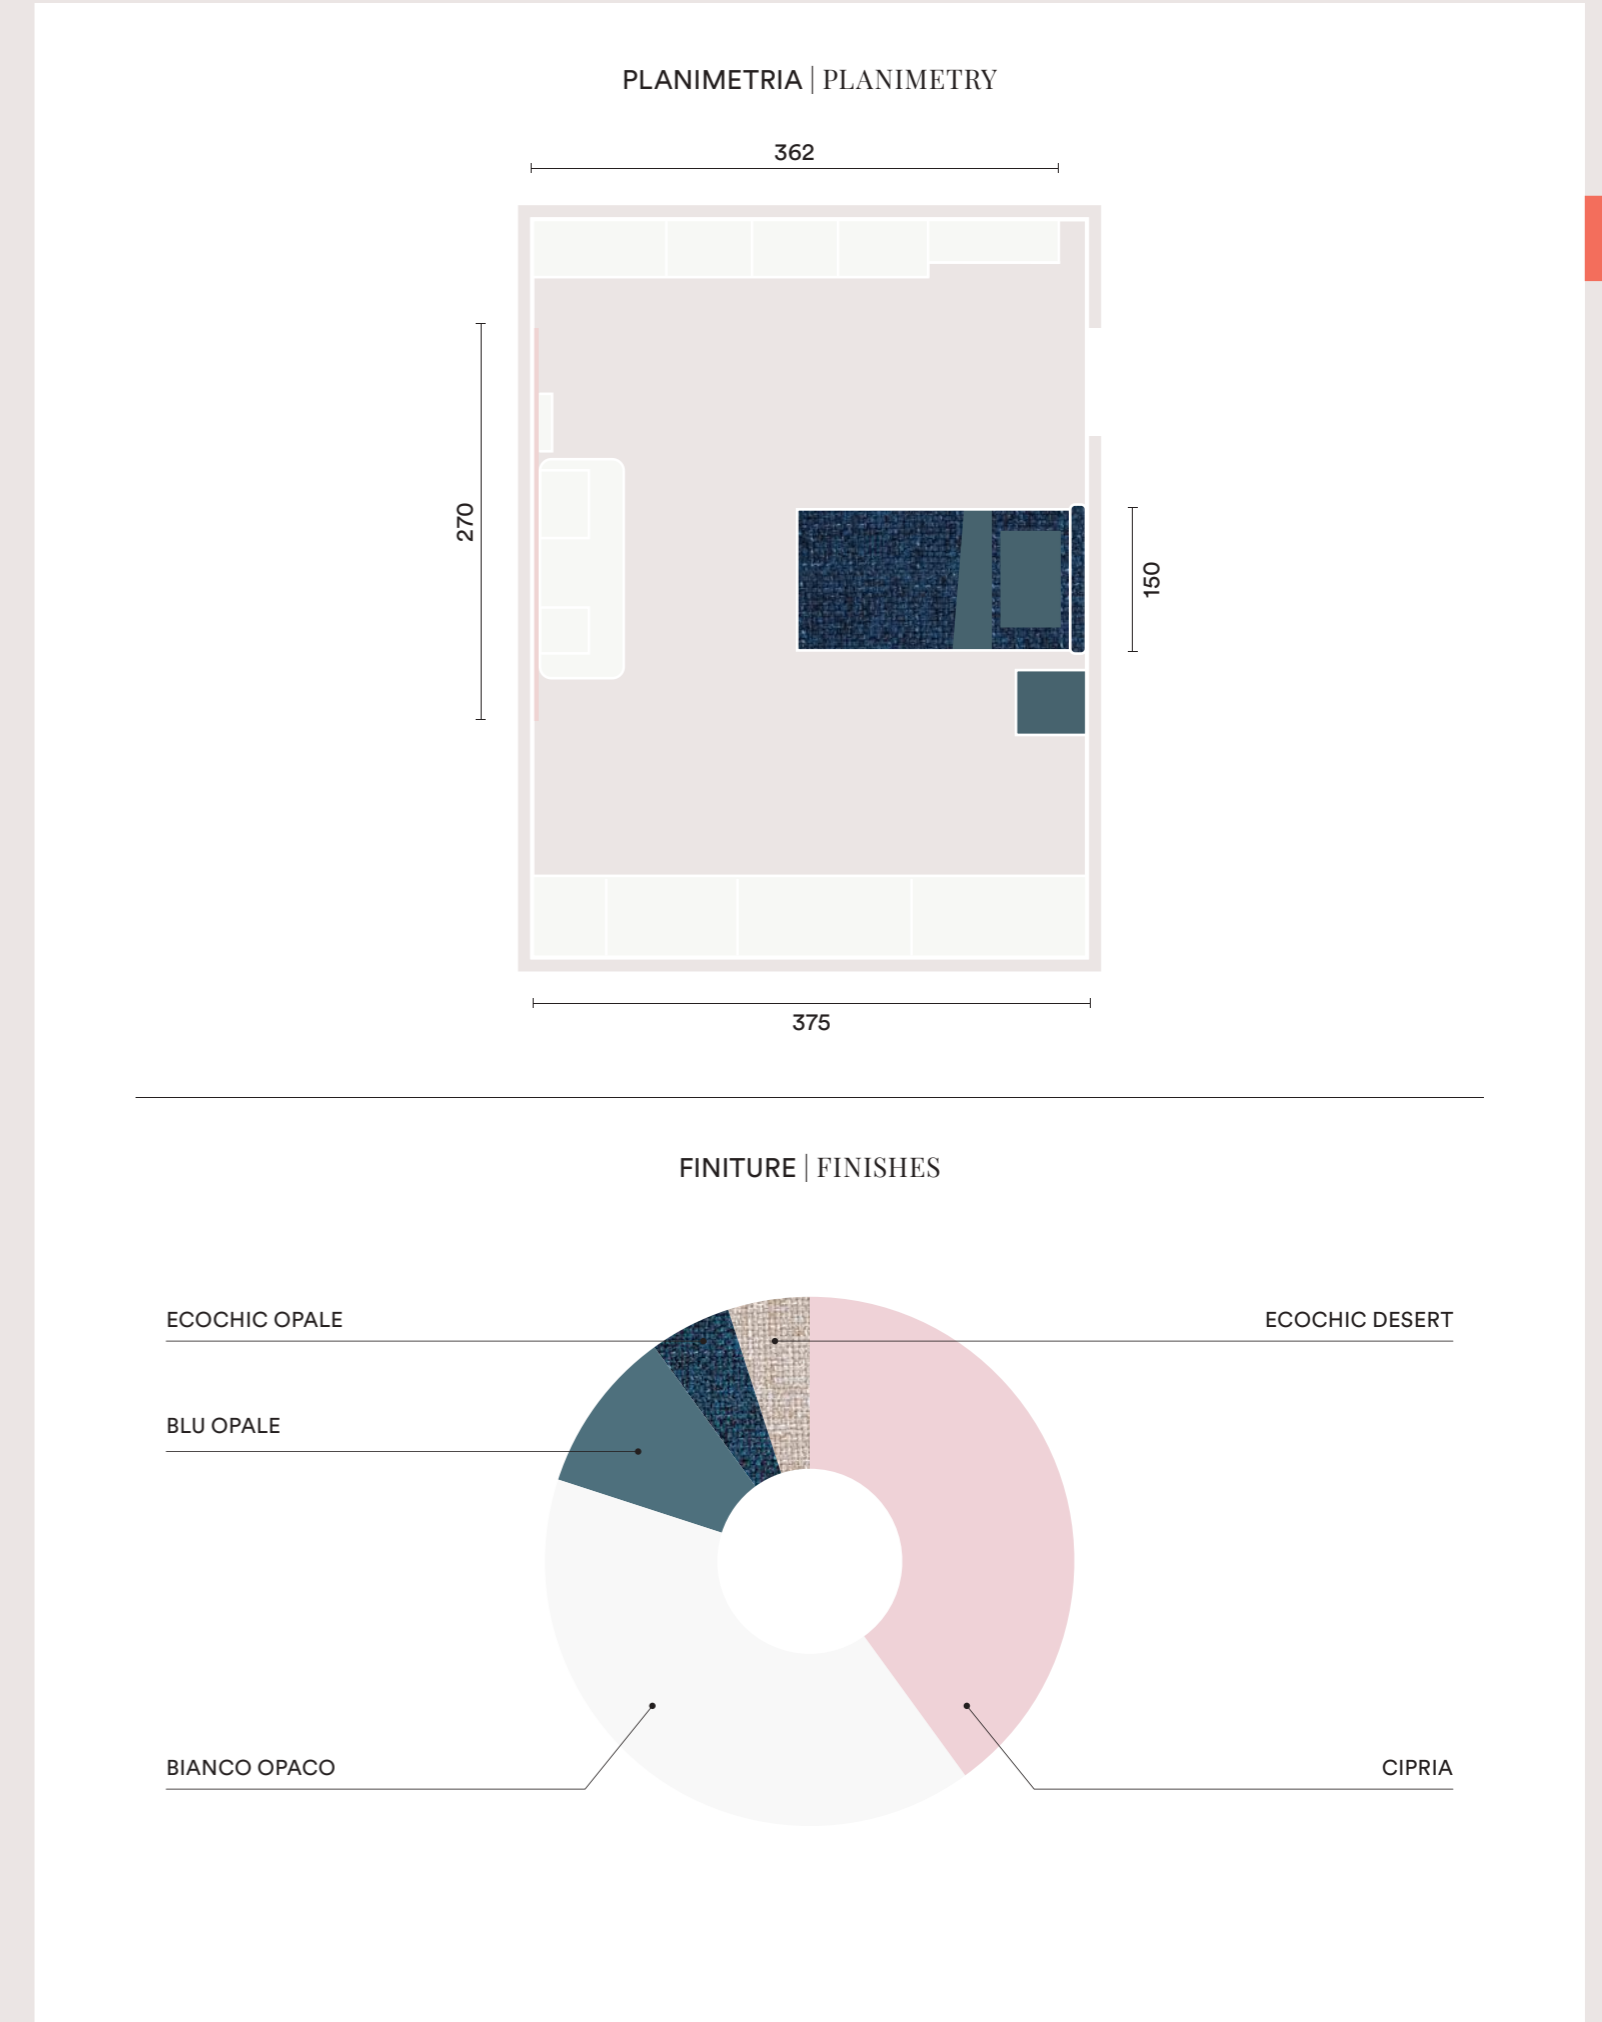 PLANIMETRIA | PLANIMETRY
362
270
150
375
FINITURE | FINISHES
ECOCHIC OPALE
ECOCHIC DESERT
BLU OPALE
BIANCO OPACO
CIPRIA